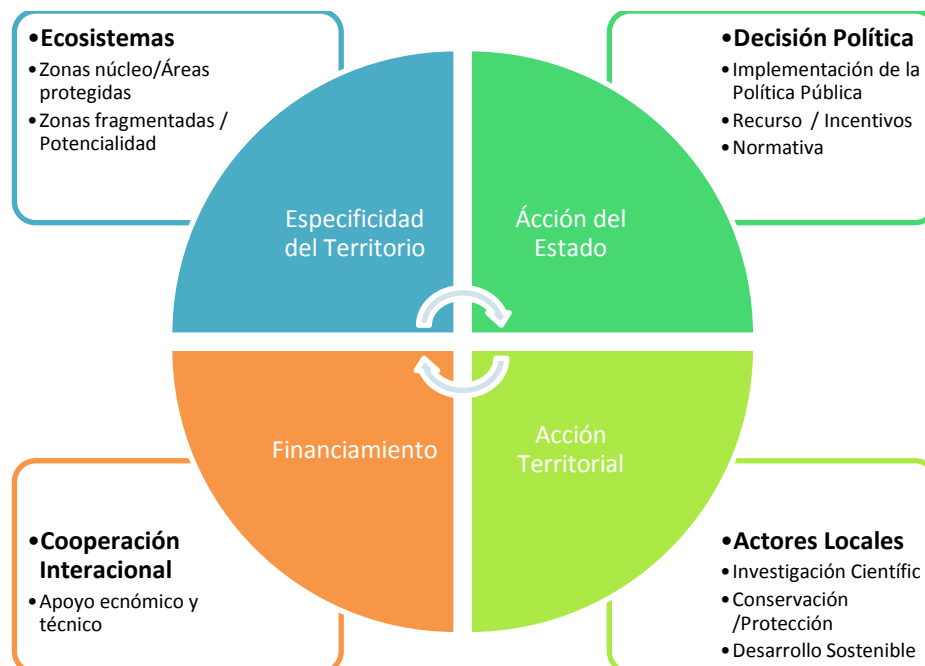 •Ecosistemas
•Zonas núcleo/Áreas
protegidas
•Zonas fragmentadas /
Potencialidad
•Decisión Política
•Implementación de la
Política Pública
•Recurso / Incentivos
•Normativa
Especificidad
del Territorio
Ácción del
Estado
Financiamiento
Acción
Territorial
•Cooperación
Interacional
•Apoyo ecnómico y
técnico
•Actores Locales
•Investigación Científic
•Conservación
/Protección
•Desarrollo Sostenible